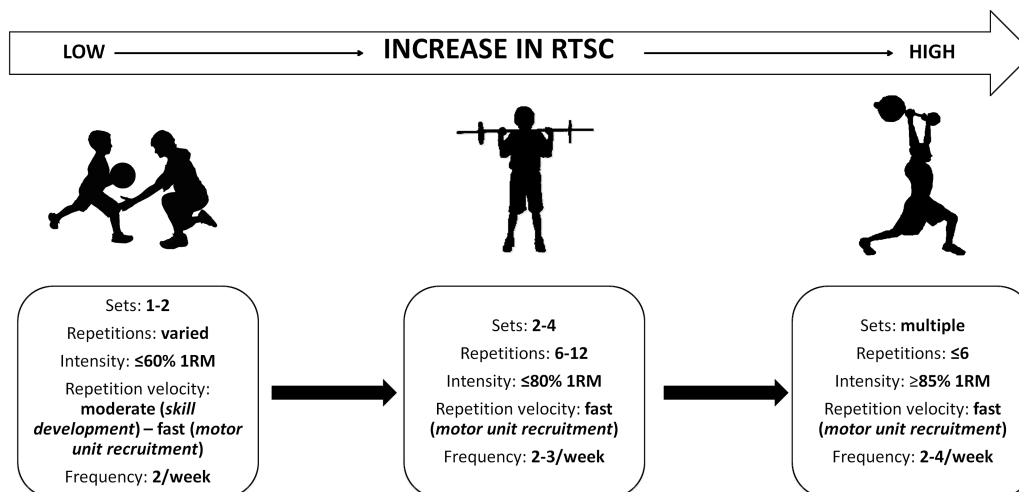 LOW
INCREASE IN RTSC
HIGH
Sets: 1-2
Repetitions: varied
Intensity: ≤60% 1RM
Repetition velocity:
moderate (skill
development) – fast (motor
unit recruitment)
Frequency: 2/week
Sets: 2-4
Repetitions: 6-12
Intensity: ≤80% 1RM
Repetition velocity: fast
(motor unit recruitment)
Frequency: 2-3/week
Sets: multiple
Repetitions: ≤6
Intensity: ≥85% 1RM
Repetition velocity: fast
(motor unit recruitment)
Frequency: 2-4/week